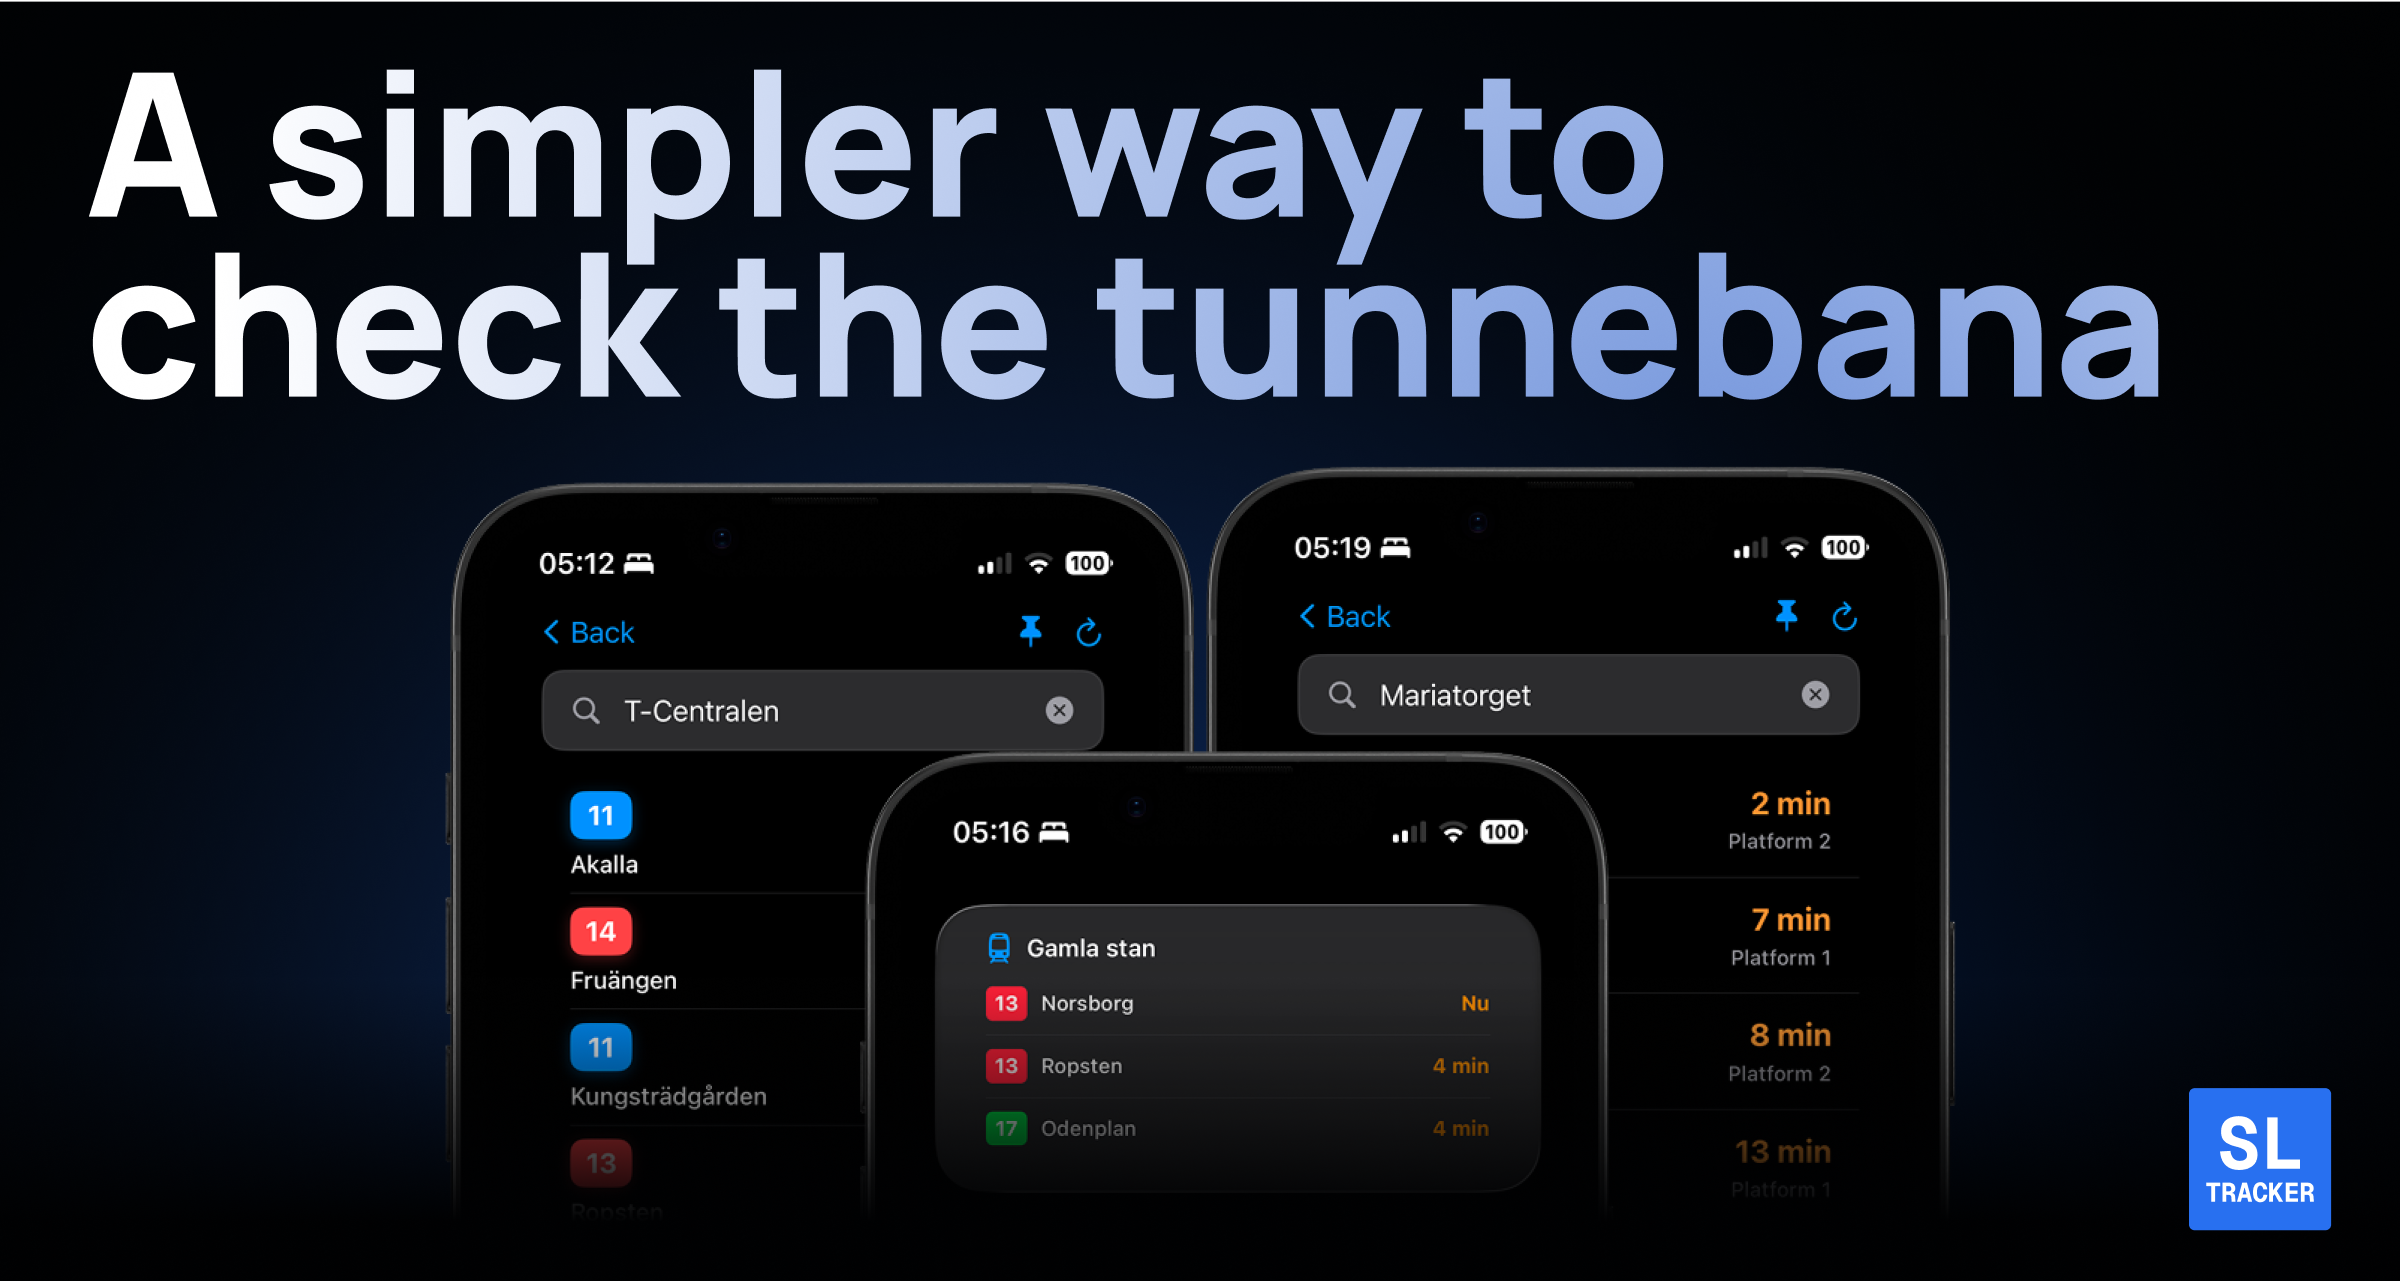 A simpler way to
check the tunnebana
05:12
100
Back
T-Centralen
11
Akalla
14
Fruängen
11
Kungsträdgården
13
Ropsten
05:16
100
Gamla stan
13 Norsborg Nu
13 Ropsten 4 min
17 Odenplan 4 min
05:19
100
Back
Mariatorget
2 min
Platform 2
7 min
Platform 1
8 min
Platform 2
13 min
Platform 1
SL
TRACKER